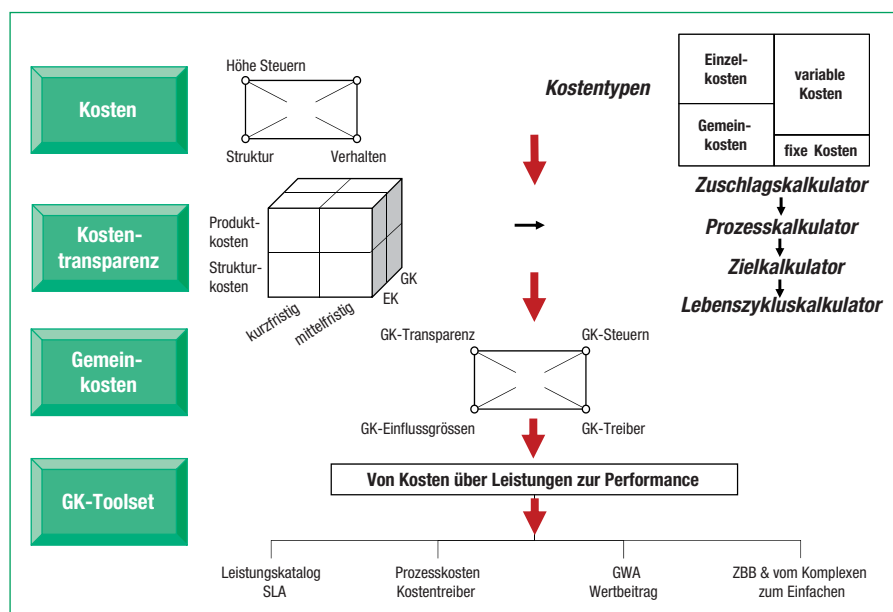 Kosten
Höhe Steuern
Struktur
Verhalten
Kostentypen
Einzel-
kosten
variable
Kosten
Gemein-
kosten
fixe Kosten
Kosten-
transparenz
Produkt-
kosten
Struktur-
kosten
kurzfristig
mittelfristig
EK
GK
Zuschlagskalkulator
Prozesskalkulator
Zielkalkulator
Lebenszykluskalkulator
Gemein-
kosten
GK-Transparenz
GK-Steuern
GK-Einflussgrössen
GK-Treiber
GK-Toolset
Von Kosten über Leistungen zur Performance
Leistungskatalog
SLA
Prozesskosten
Kostentreiber
GWA
Wertbeitrag
ZBB & vom Komplexen
zum Einfachen